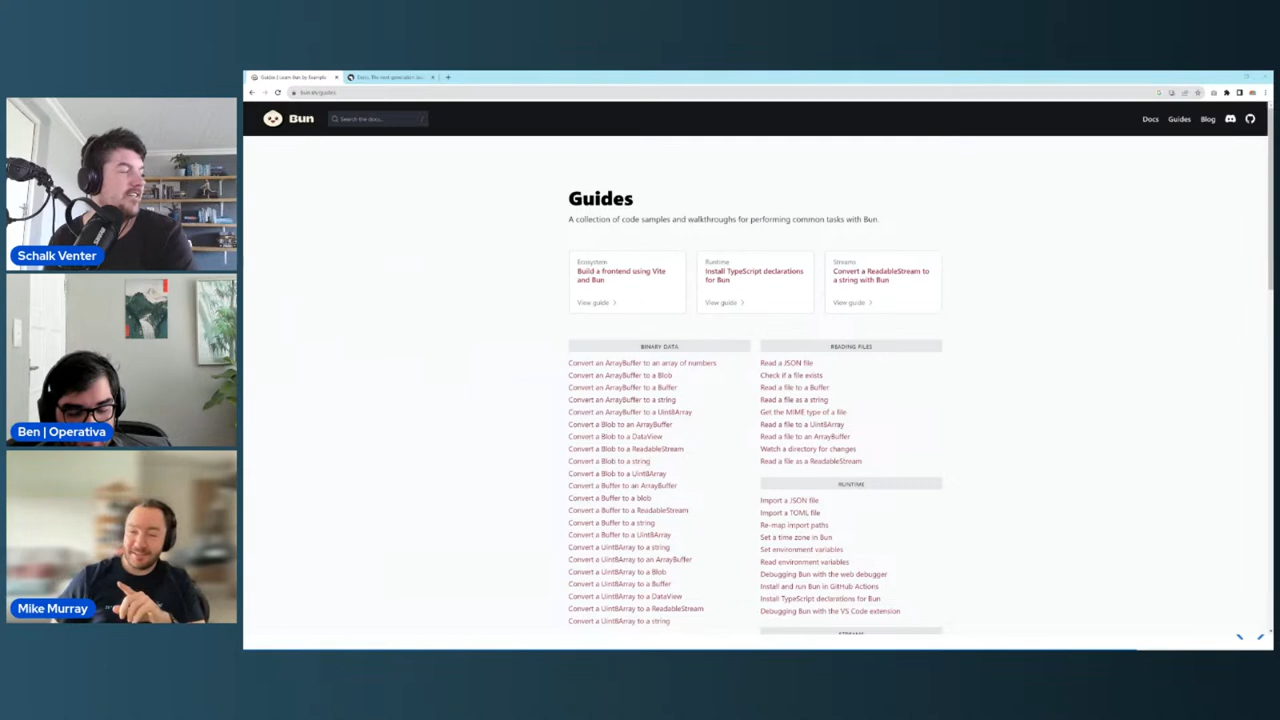 Guides | Learn Bun by Example
bun.sh/guides
Bun
Search the docs...
/
Docs
Guides
Blog
Guides
A collection of code samples and walkthroughs for performing common tasks with Bun.
Ecosystem
Build a frontend using Vite
and Bun
View guide
Runtime
Install TypeScript declarations
for Bun
View guide
Streams
Convert a ReadableStream to
a string with Bun
View guide
BINARY DATA
Convert an ArrayBuffer to an array of numbers
Convert an ArrayBuffer to a Blob
Convert an ArrayBuffer to a Buffer
Convert an ArrayBuffer to a string
Convert an ArrayBuffer to a Uint8Array
Convert a Blob to an ArrayBuffer
Convert a Blob to a DataView
Convert a Blob to a ReadableStream
Convert a Blob to a string
Convert a Blob to a Uint8Array
Convert a Buffer to an ArrayBuffer
Convert a Buffer to a blob
Convert a Buffer to a ReadableStream
Convert a Buffer to a string
Convert a Buffer to a Uint8Array
Convert a Uint8Array to a string
Convert a Uint8Array to an ArrayBuffer
Convert a Uint8Array to a Blob
Convert a Uint8Array to a Buffer
Convert a Uint8Array to a DataView
Convert a Uint8Array to a ReadableStream
Convert a Uint8Array to a string
READING FILES
Read a JSON file
Check if a file exists
Read a file to a Buffer
Read a file as a string
Get the MIME type of a file
Read a file to a Uint8Array
Read a file to an ArrayBuffer
Watch a directory for changes
Read a file as a ReadableStream
RUNTIME
Import a JSON file
Import a TOML file
Re-map import paths
Set a time zone in Bun
Set environment variables
Read environment variables
Debugging Bun with the web debugger
Install and run Bun in GitHub Actions
Install TypeScript declarations for Bun
Debugging Bun with the VS Code extension
STREAMS
Schalk Venter
Ben | Operativa
Mike Murray